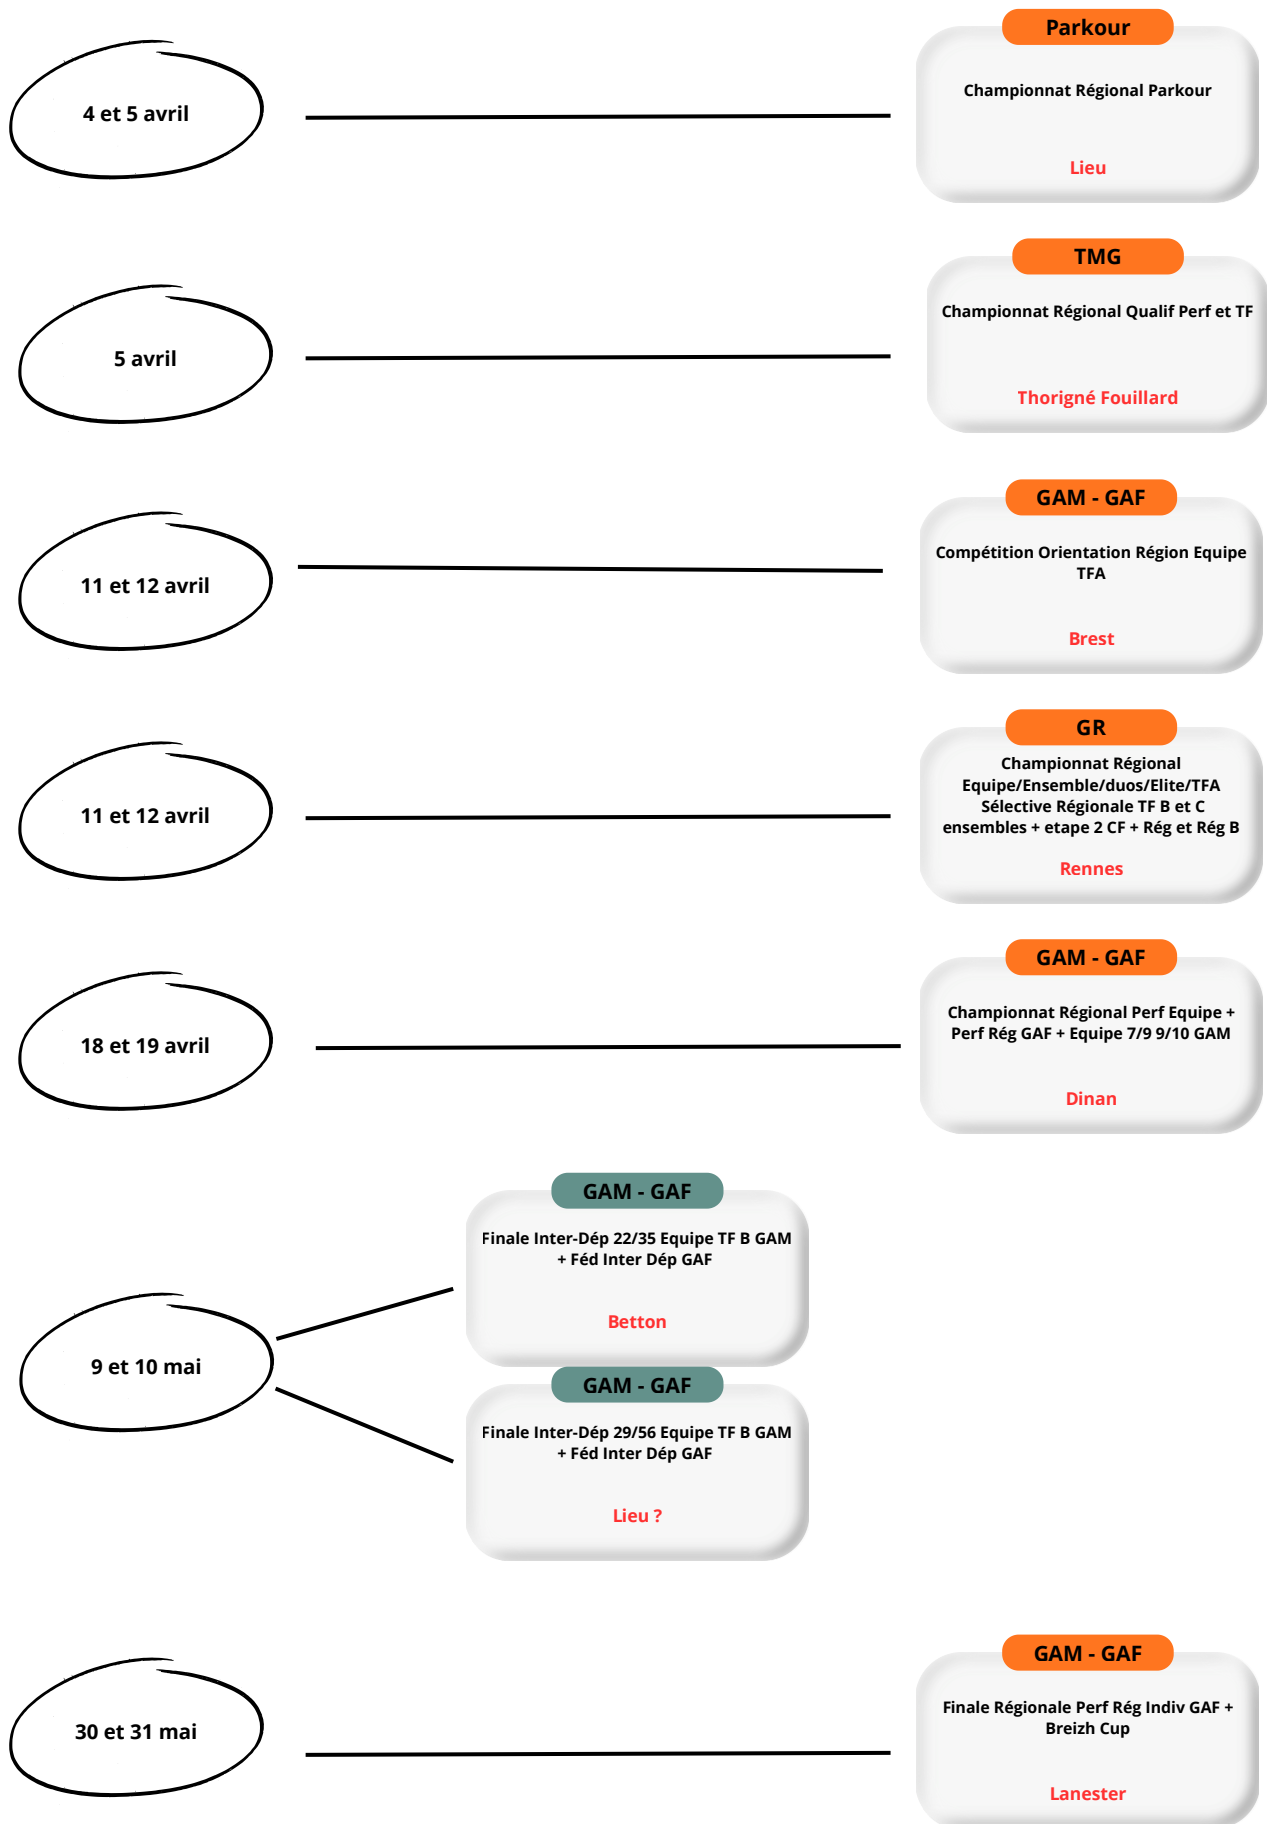 Parkour
4 et 5 avril
Championnat Régional Parkour
Lieu
TMG
5 avril
Championnat Régional Qualif Perf et TF
Thorigné Fouillard
GAM - GAF
11 et 12 avril
Compétition Orientation Région Equipe
TFA
Brest
GR
11 et 12 avril
Championnat Régional
Equipe/Ensemble/duos/Elite/TFA
Sélective Régionale TF B et C
ensembles + etape 2 CF + Rég et Rég B
Rennes
GAM - GAF
18 et 19 avril
Championnat Régional Perf Equipe +
Perf Rég GAF + Equipe 7/9 9/10 GAM
Dinan
9 et 10 mai
GAM - GAF
Finale Inter-Dép 22/35 Equipe TF B GAM
+ Féd Inter Dép GAF
Betton
GAM - GAF
Finale Inter-Dép 29/56 Equipe TF B GAM
+ Féd Inter Dép GAF
Lieu ?
GAM - GAF
30 et 31 mai
Finale Régionale Perf Rég Indiv GAF +
Breizh Cup
Lanester